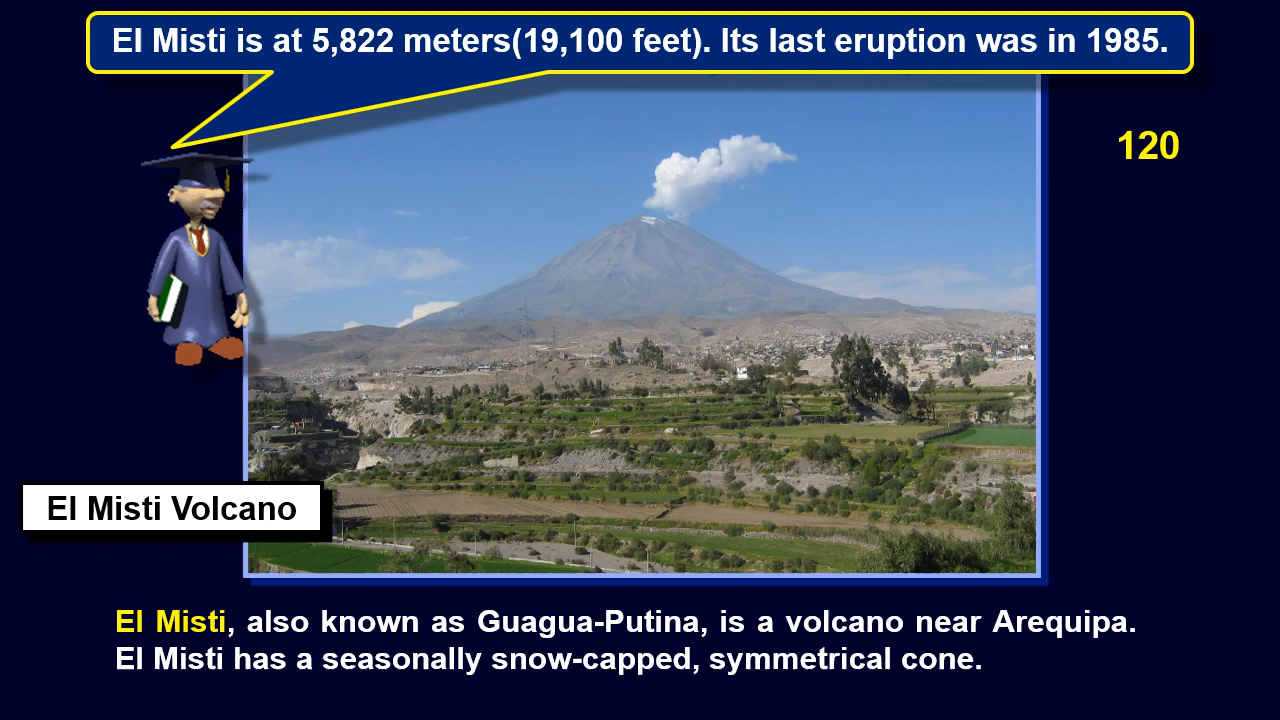 El Misti is at 5,822 meters(19,100 feet). Its last eruption was in 1985.
120
El Misti Volcano
El Misti, also known as Guagua-Putina, is a volcano near Arequipa.
El Misti has a seasonally snow-capped, symmetrical cone.